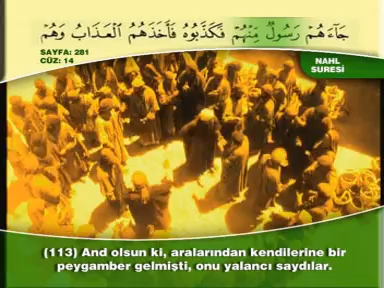 جَآءَهُمْ رَسُولٌ مِنْهُمْ فَكَذَّبُوهُ فَأَخَذَهُمُ الْعَذَابُ وَهُمْ
SAYFA: 281
CÜZ: 14
NAHL
SURESİ
(113) And olsun ki, aralarından kendilerine bir
peygamber gelmişti, onu yalancı saydılar.